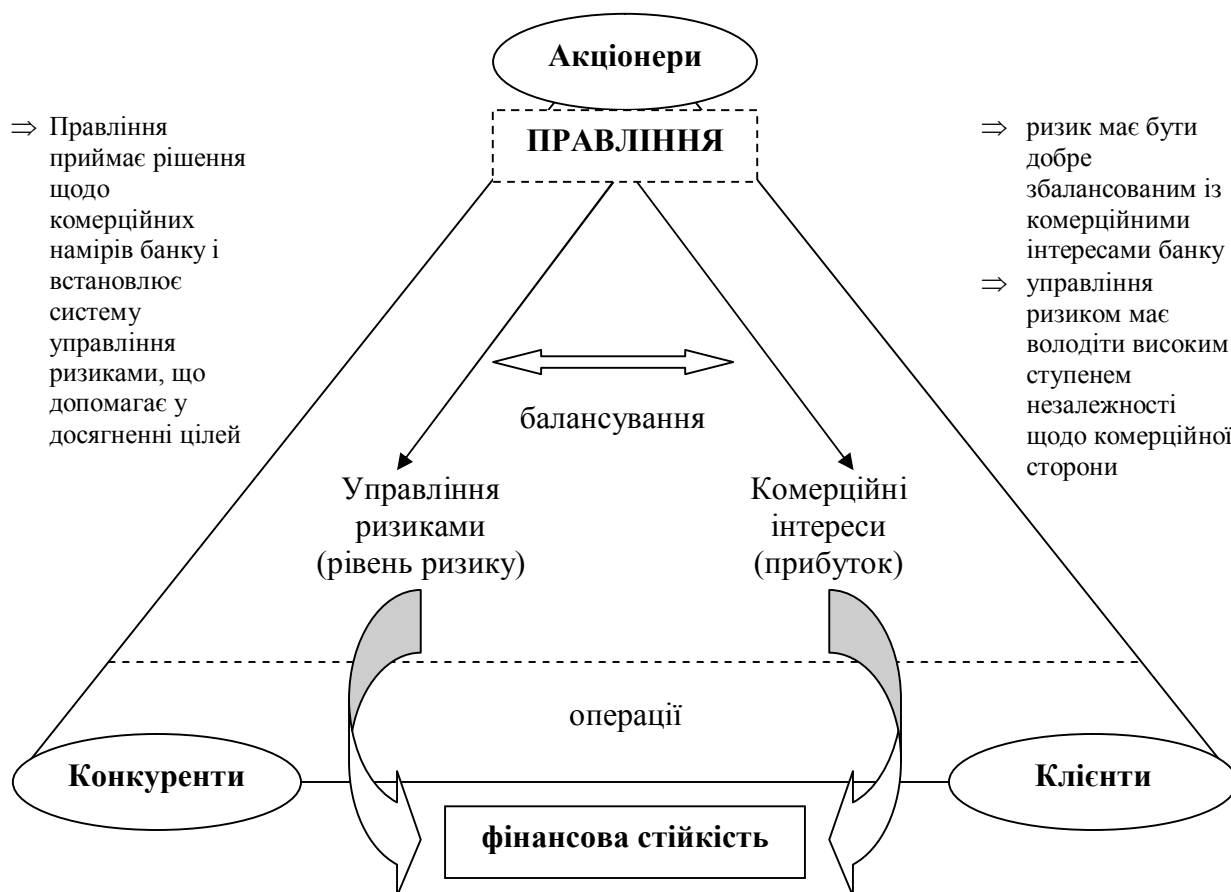 Акціонери
ПРАВЛІННЯ
⇒ Правління
приймає рішення
щодо
комерційних
намірів банку і
встановлює
систему
управління
ризиками, що
допомагає у
досягненні цілей
⇒ ризик має бути
добре
збалансованим із
комерційними
інтересами банку
⇒ управління
ризиком має
володіти високим
ступенем
незалежності
щодо комерційної
сторони
балансування
Управління
ризиками
(рівень ризику)
Комерційні
інтереси
(прибуток)
операції
Конкуренти
Клієнти
фінансова стійкість